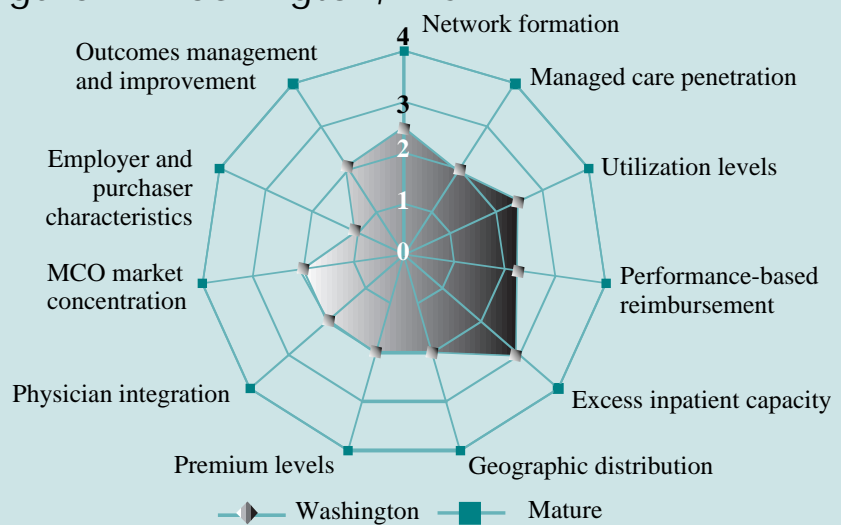 Network formation
Outcomes management
and improvement
Managed care penetration
Employer and
purchaser
characteristics
Utilization levels
MCO market
concentration
Performance-based
reimbursement
Physician integration
Excess inpatient capacity
Premium levels
Geographic distribution
4
3
2
1
0
Washington
Mature